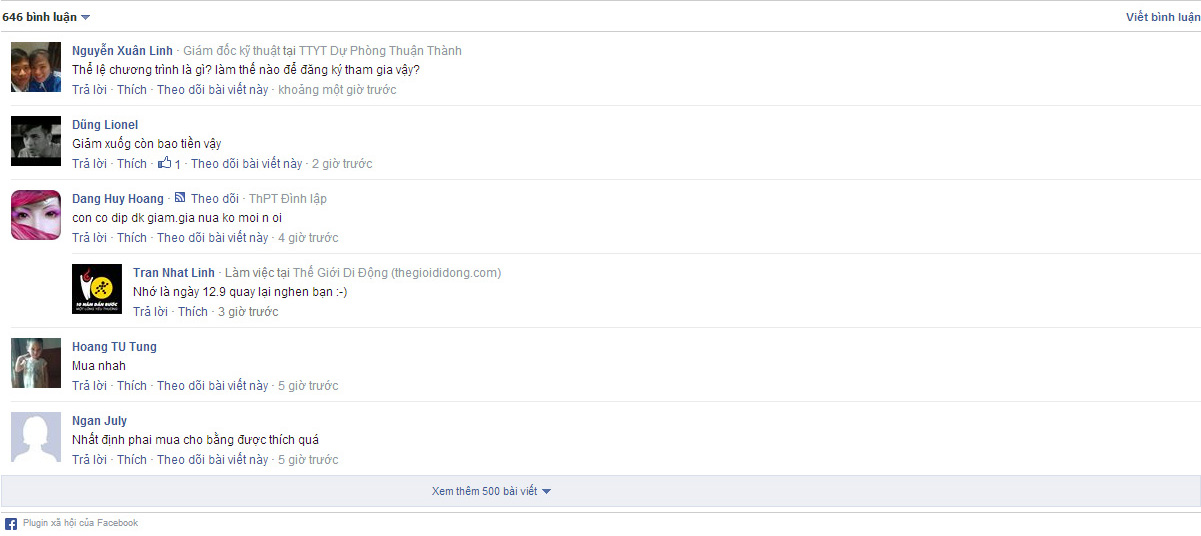 646 bình luận
Viết bình luận
Nguyễn Xuân Linh · Giám đốc kỹ thuật tại TTYT Dự Phòng Thuận Thành
Thể lệ chương trình là gì? làm thế nào để đăng ký tham gia vậy?
Trả lời · Thích · Theo dõi bài viết này · khoảng một giờ trước
Dũng Lionel
Giảm xuốg còn bao tiền vậy
Trả lời · Thích · 1 · Theo dõi bài viết này · 2 giờ trước
Dang Huy Hoang · Theo dõi · ThPT Đình lập
con co dip dk giam.gia nua ko moi n oi
Trả lời · Thích · Theo dõi bài viết này · 4 giờ trước
Tran Nhat Linh · Làm việc tại Thế Giới Di Động (thegioididong.com)
Nhớ là ngày 12.9 quay lại nghen bạn :-)
Trả lời · Thích · 3 giờ trước
10 NĂM DẤN BƯỚC
MỘT LÒNG YÊU THƯƠNG
Hoang TU Tung
Mua nhah
Trả lời · Thích · Theo dõi bài viết này · 5 giờ trước
Ngan July
Nhất định phai mua cho bằng được thích quá
Trả lời · Thích · Theo dõi bài viết này · 5 giờ trước
Xem thêm 500 bài viết
Plugin xã hội của Facebook